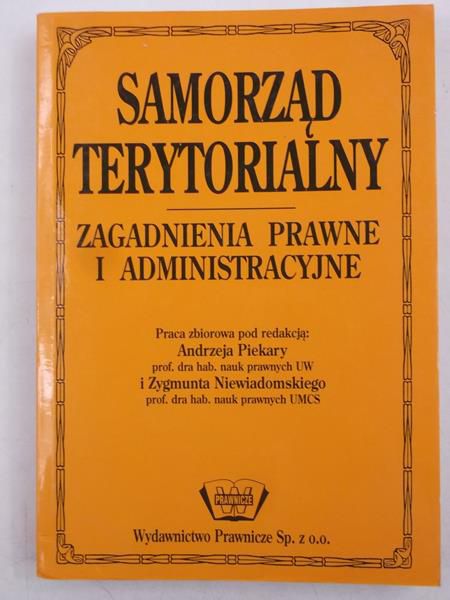 SAMORZĄD
TERYTORIALNY
ZAGADNIENIA PRAWNE
I ADMINISTRACYJNE
Praca zbiorowa pod redakcją:
Andrzeja Piekary
prof. dra hab. nauk prawnych UW
i Zygmunta Niewiadomskiego
prof. dra hab. nauk prawnych UMCS
W
PRAWNICZE
Wydawnictwo Prawnicze Sp. z o.o.